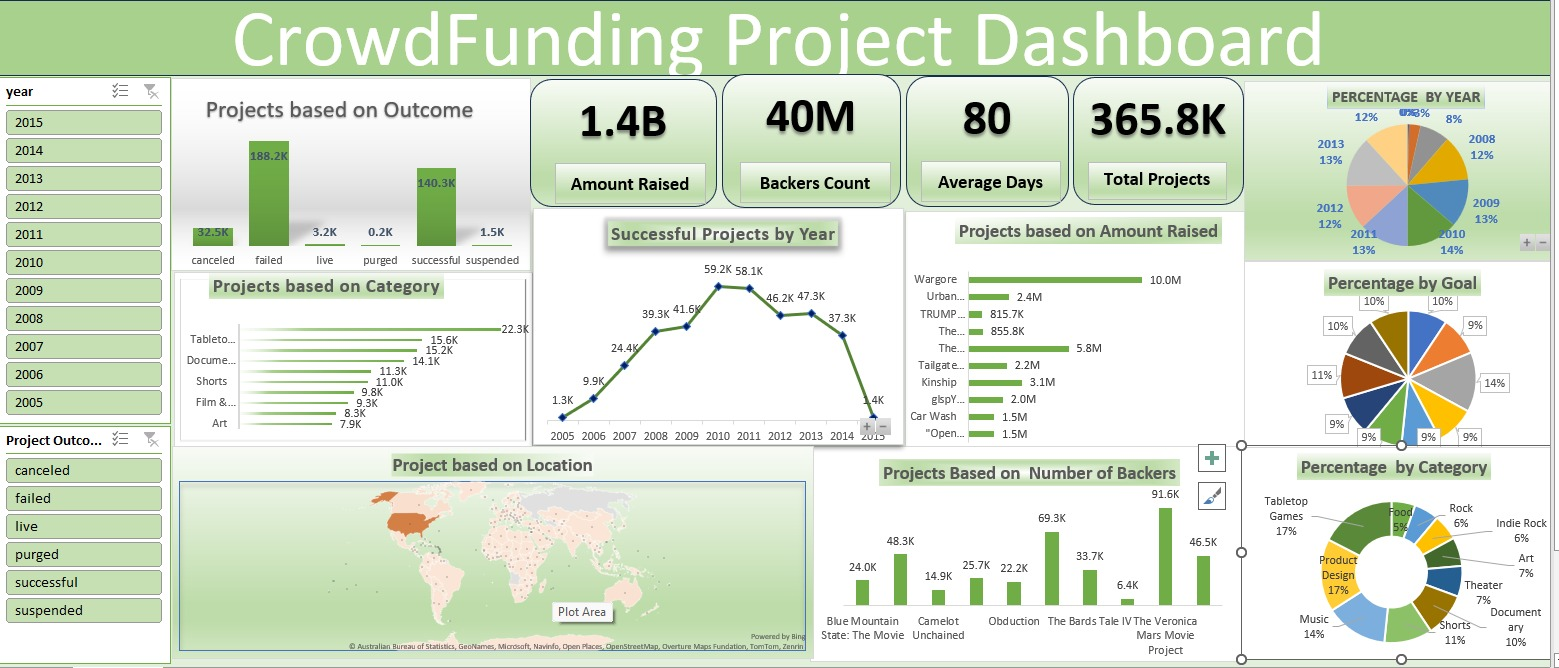 CrowdFunding Project Dashboard
year
2015
2014
2013
2012
2011
2010
2009
2008
2007
2006
2005
Project Outco...
canceled
failed
live
purged
successful
suspended
Projects based on Outcome
32.5K
188.2K
3.2K
0.2K
140.3K
1.5K
canceled
failed
live
purged
successful
suspended
1.4B
Amount Raised
40M
Backers Count
80
Average Days
365.8K
Total Projects
PERCENTAGE BY YEAR
12%
3%
8%
2008
12%
2009
13%
2010
14%
2011
13%
2012
12%
2013
13%
Projects based on Category
22.3K
Tableto...
15.6K
15.2K
Docume...
14.1K
11.3K
Shorts
11.0K
9.8K
Film &...
9.3K
8.3K
Art
7.9K
Successful Projects by Year
1.3K
9.9K
24.4K
39.3K
41.6K
59.2K
58.1K
46.2K
47.3K
37.3K
1.4K
2005
2006
2007
2008
2009
2010
2011
2012
2013
2014
2015
Projects based on Amount Raised
Wargore
10.0M
Urban...
2.4M
TRUMP...
815.7K
The...
855.8K
The...
5.8M
Tailgate...
2.2M
Kinship
3.1M
glspY...
2.0M
Car Wash
1.5M
"Open...
1.5M
Percentage by Goal
10%
9%
14%
9%
9%
9%
9%
11%
10%
10%
Project based on Location
Plot Area
Powered by Bing
© Australian Bureau of Statistics, GeoNames, Microsoft, Navinfo, Open Places, OpenStreetMap, Overture Maps Fundation, TomTom, Zenrin
Projects Based on Number of Backers
24.0K
48.3K
14.9K
25.7K
22.2K
69.3K
33.7K
6.4K
91.6K
46.5K
Blue Mountain
State: The Movie
Camelot
Unchained
Obduction
The Bards Tale IV
The Veronica
Mars Movie
Project
Percentage by Category
Tabletop
Games
17%
Food
5%
Rock
6%
Indie Rock
6%
Art
7%
Theater
7%
Document
ary
10%
Shorts
11%
Music
14%
Product
Design
17%